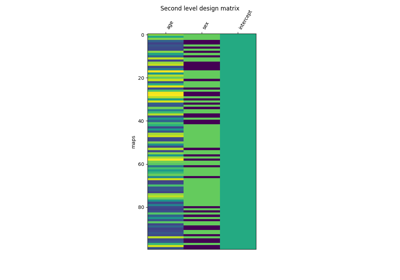 Second level design matrix
age
sex
intercept
0
20
40
60
80
maps